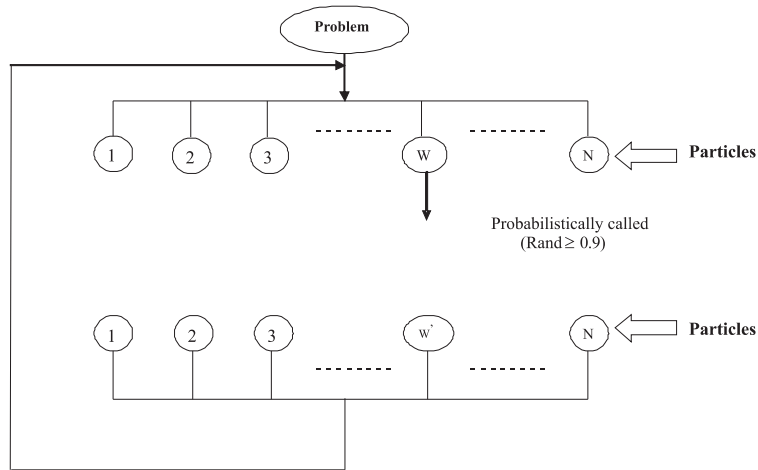 Problem
1 2 3 W N Particles
Probabilistically called
(Rand ≥ 0.9)
1 2 3 W' N Particles